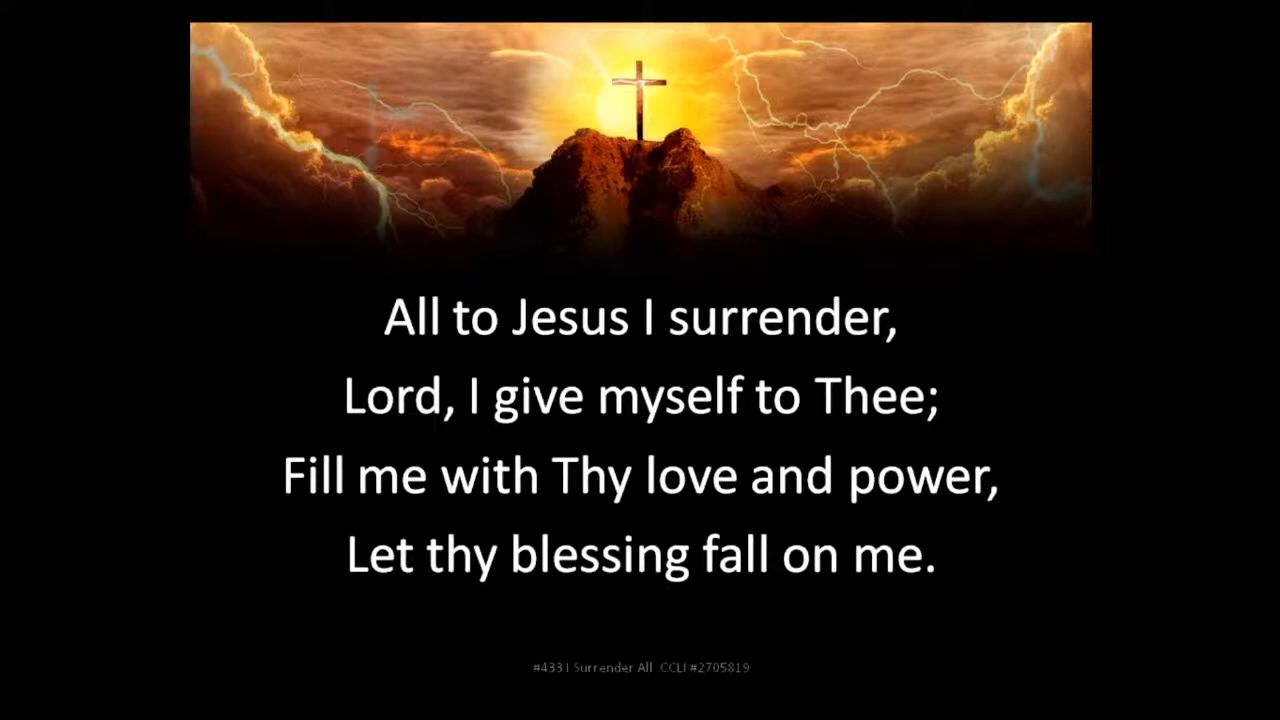 All to Jesus I surrender,
Lord, I give myself to Thee;
Fill me with Thy love and power,
Let thy blessing fall on me.
#433 I Surrender All  CCLI #2705819